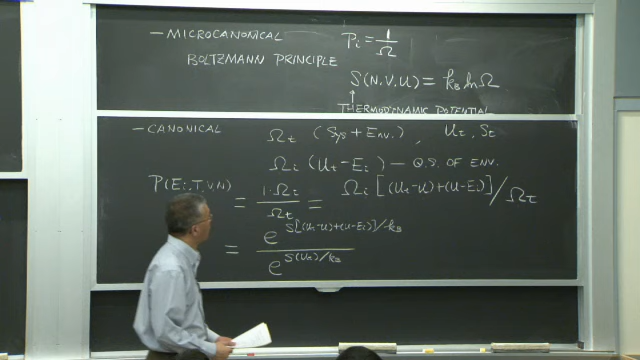 — MICROCANONICAL Pi = 1/Ω
BOLTZMANN PRINCIPLE
S(N, V, U) = kB ln Ω
↑
THERMODYNAMIC POTENTIAL
— CANONICAL Ωt (Sys + Env.), Ut, St
Ωi (Ut − Ei) — Q.S. OF ENV.
P(Ei, T, V, N) = 1·Ωi / Ωt = Ωi [(Ut − U) + (U − Ei)] / Ωt
= e^{S[(Ut − U) + (U − Ei)]/kB} / e^{S(Ut)/kB}